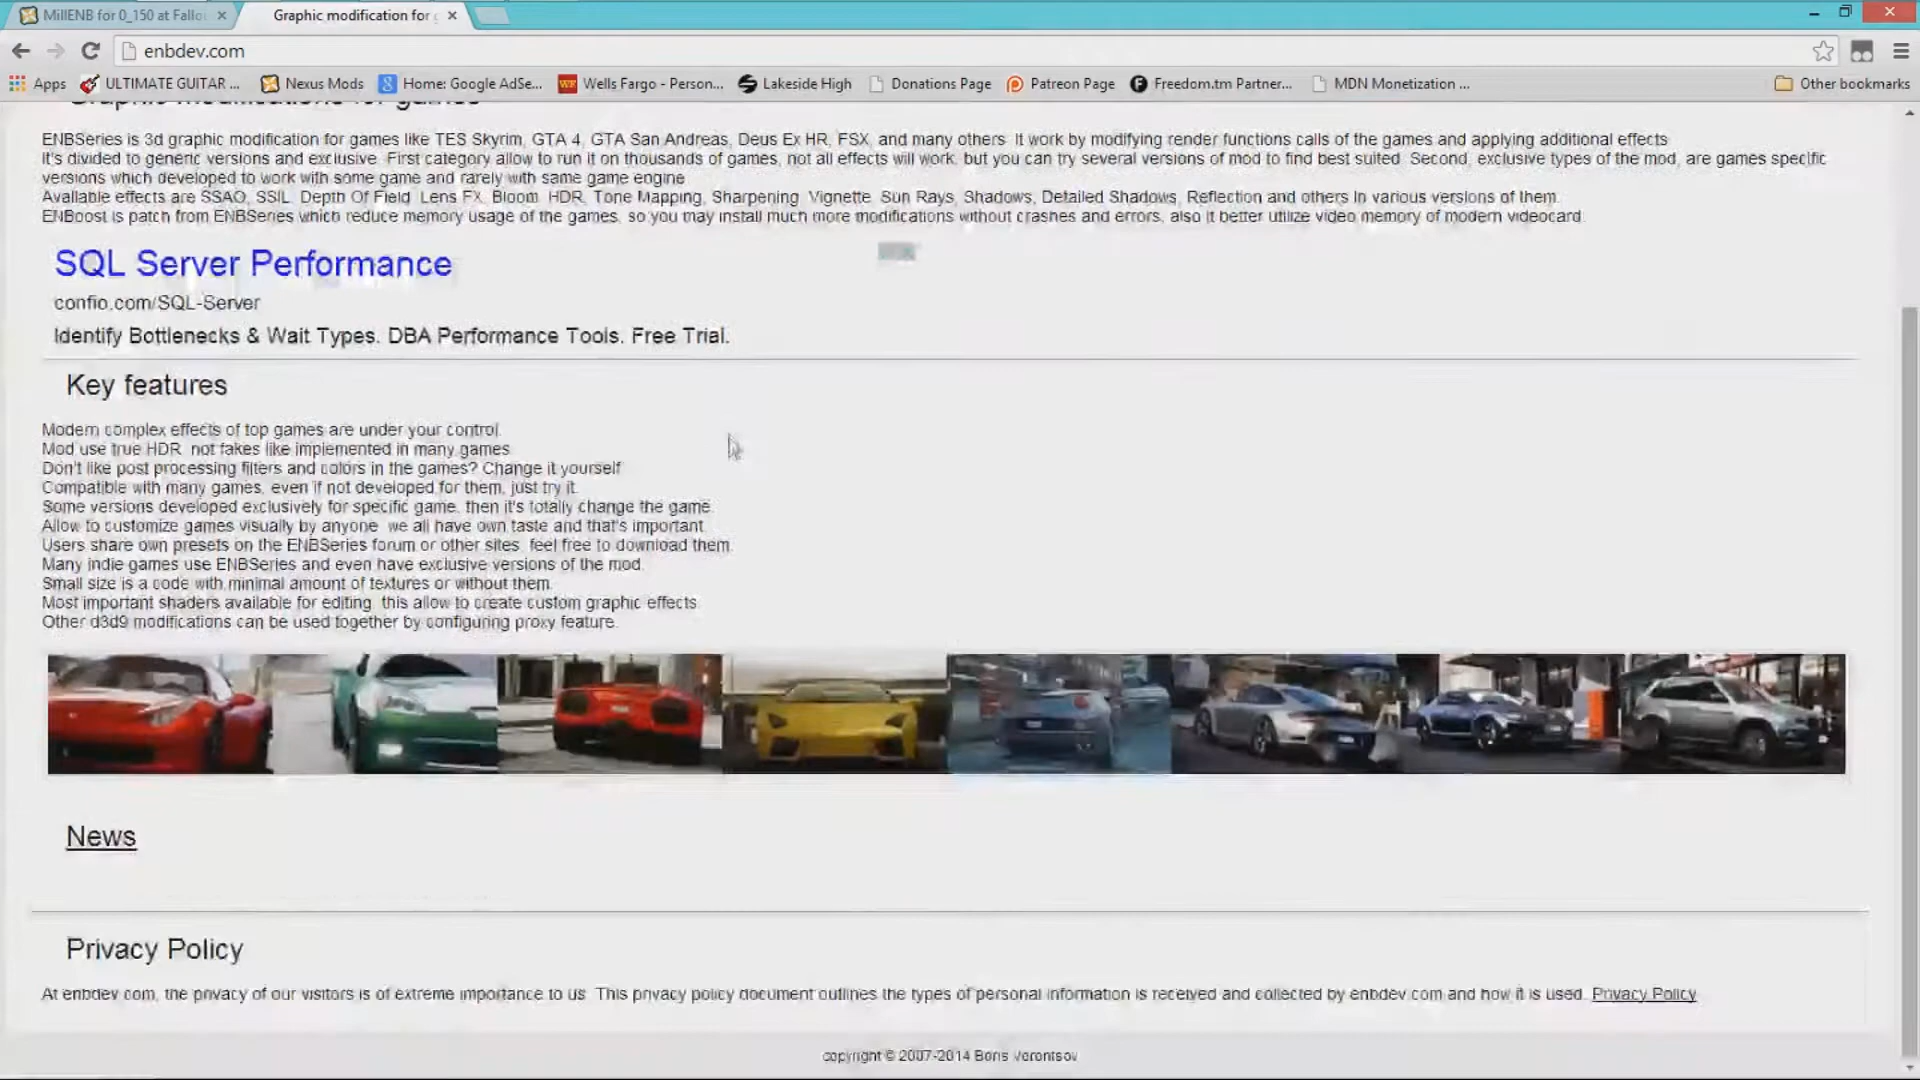 MillENB for 0_150 at Fallo
Graphic modification for g
enbdev.com
Apps
ULTIMATE GUITAR ...
Nexus Mods
Home: Google AdSe...
Wells Fargo - Person...
Lakeside High
Donations Page
Patreon Page
Freedom.tm Partner...
MDN Monetization ...
Other bookmarks
Graphic modifications for games
ENBSeries is 3d graphic modification for games like TES Skyrim, GTA 4, GTA San Andreas, Deus Ex HR, FSX, and many others. It work by modifying render functions calls of the games and applying additional effects.
It's divided to generic versions and exclusive. First category allow to run it on thousands of games, not all effects will work, but you can try several versions of mod to find best suited. Second, exclusive types of the mod, are games specific
versions which developed to work with some game and rarely with same game engine.
Available effects are SSAO, SSIL, Depth Of Field, Lens FX, Bloom, HDR, Tone Mapping, Sharpening, Vignette, Sun Rays, Shadows, Detailed Shadows, Reflection and others in various versions of them.
ENBoost is patch from ENBSeries which reduce memory usage of the games, so you may install much more modifications without crashes and errors, also it better utilize video memory of modern videocard.
SQL Server Performance
confio.com/SQL-Server
Identify Bottlenecks & Wait Types. DBA Performance Tools. Free Trial.
Key features
Modern complex effects of top games are under your control.
Mod use true HDR, not fakes like implemented in many games.
Don't like post processing filters and colors in the games? Change it yourself.
Compatible with many games, even if not developed for them, just try it.
Some versions developed exclusively for specific game, then it's totally change the game.
Allow to customize games visually by anyone, we all have own taste and that's important.
Users share own presets on the ENBSeries forum or other sites, feel free to download them.
Many indie games use ENBSeries and even have exclusive versions of the mod.
Small size is a code with minimal amount of textures or without them.
Most important shaders available for editing, this allow to create custom graphic effects.
Other d3d9 modifications can be used together by configuring proxy feature.
News
Privacy Policy
At enbdev.com, the privacy of our visitors is of extreme importance to us. This privacy policy document outlines the types of personal information is received and collected by enbdev.com and how it is used. Privacy Policy
copyright © 2007-2014 Boris Vorontsov